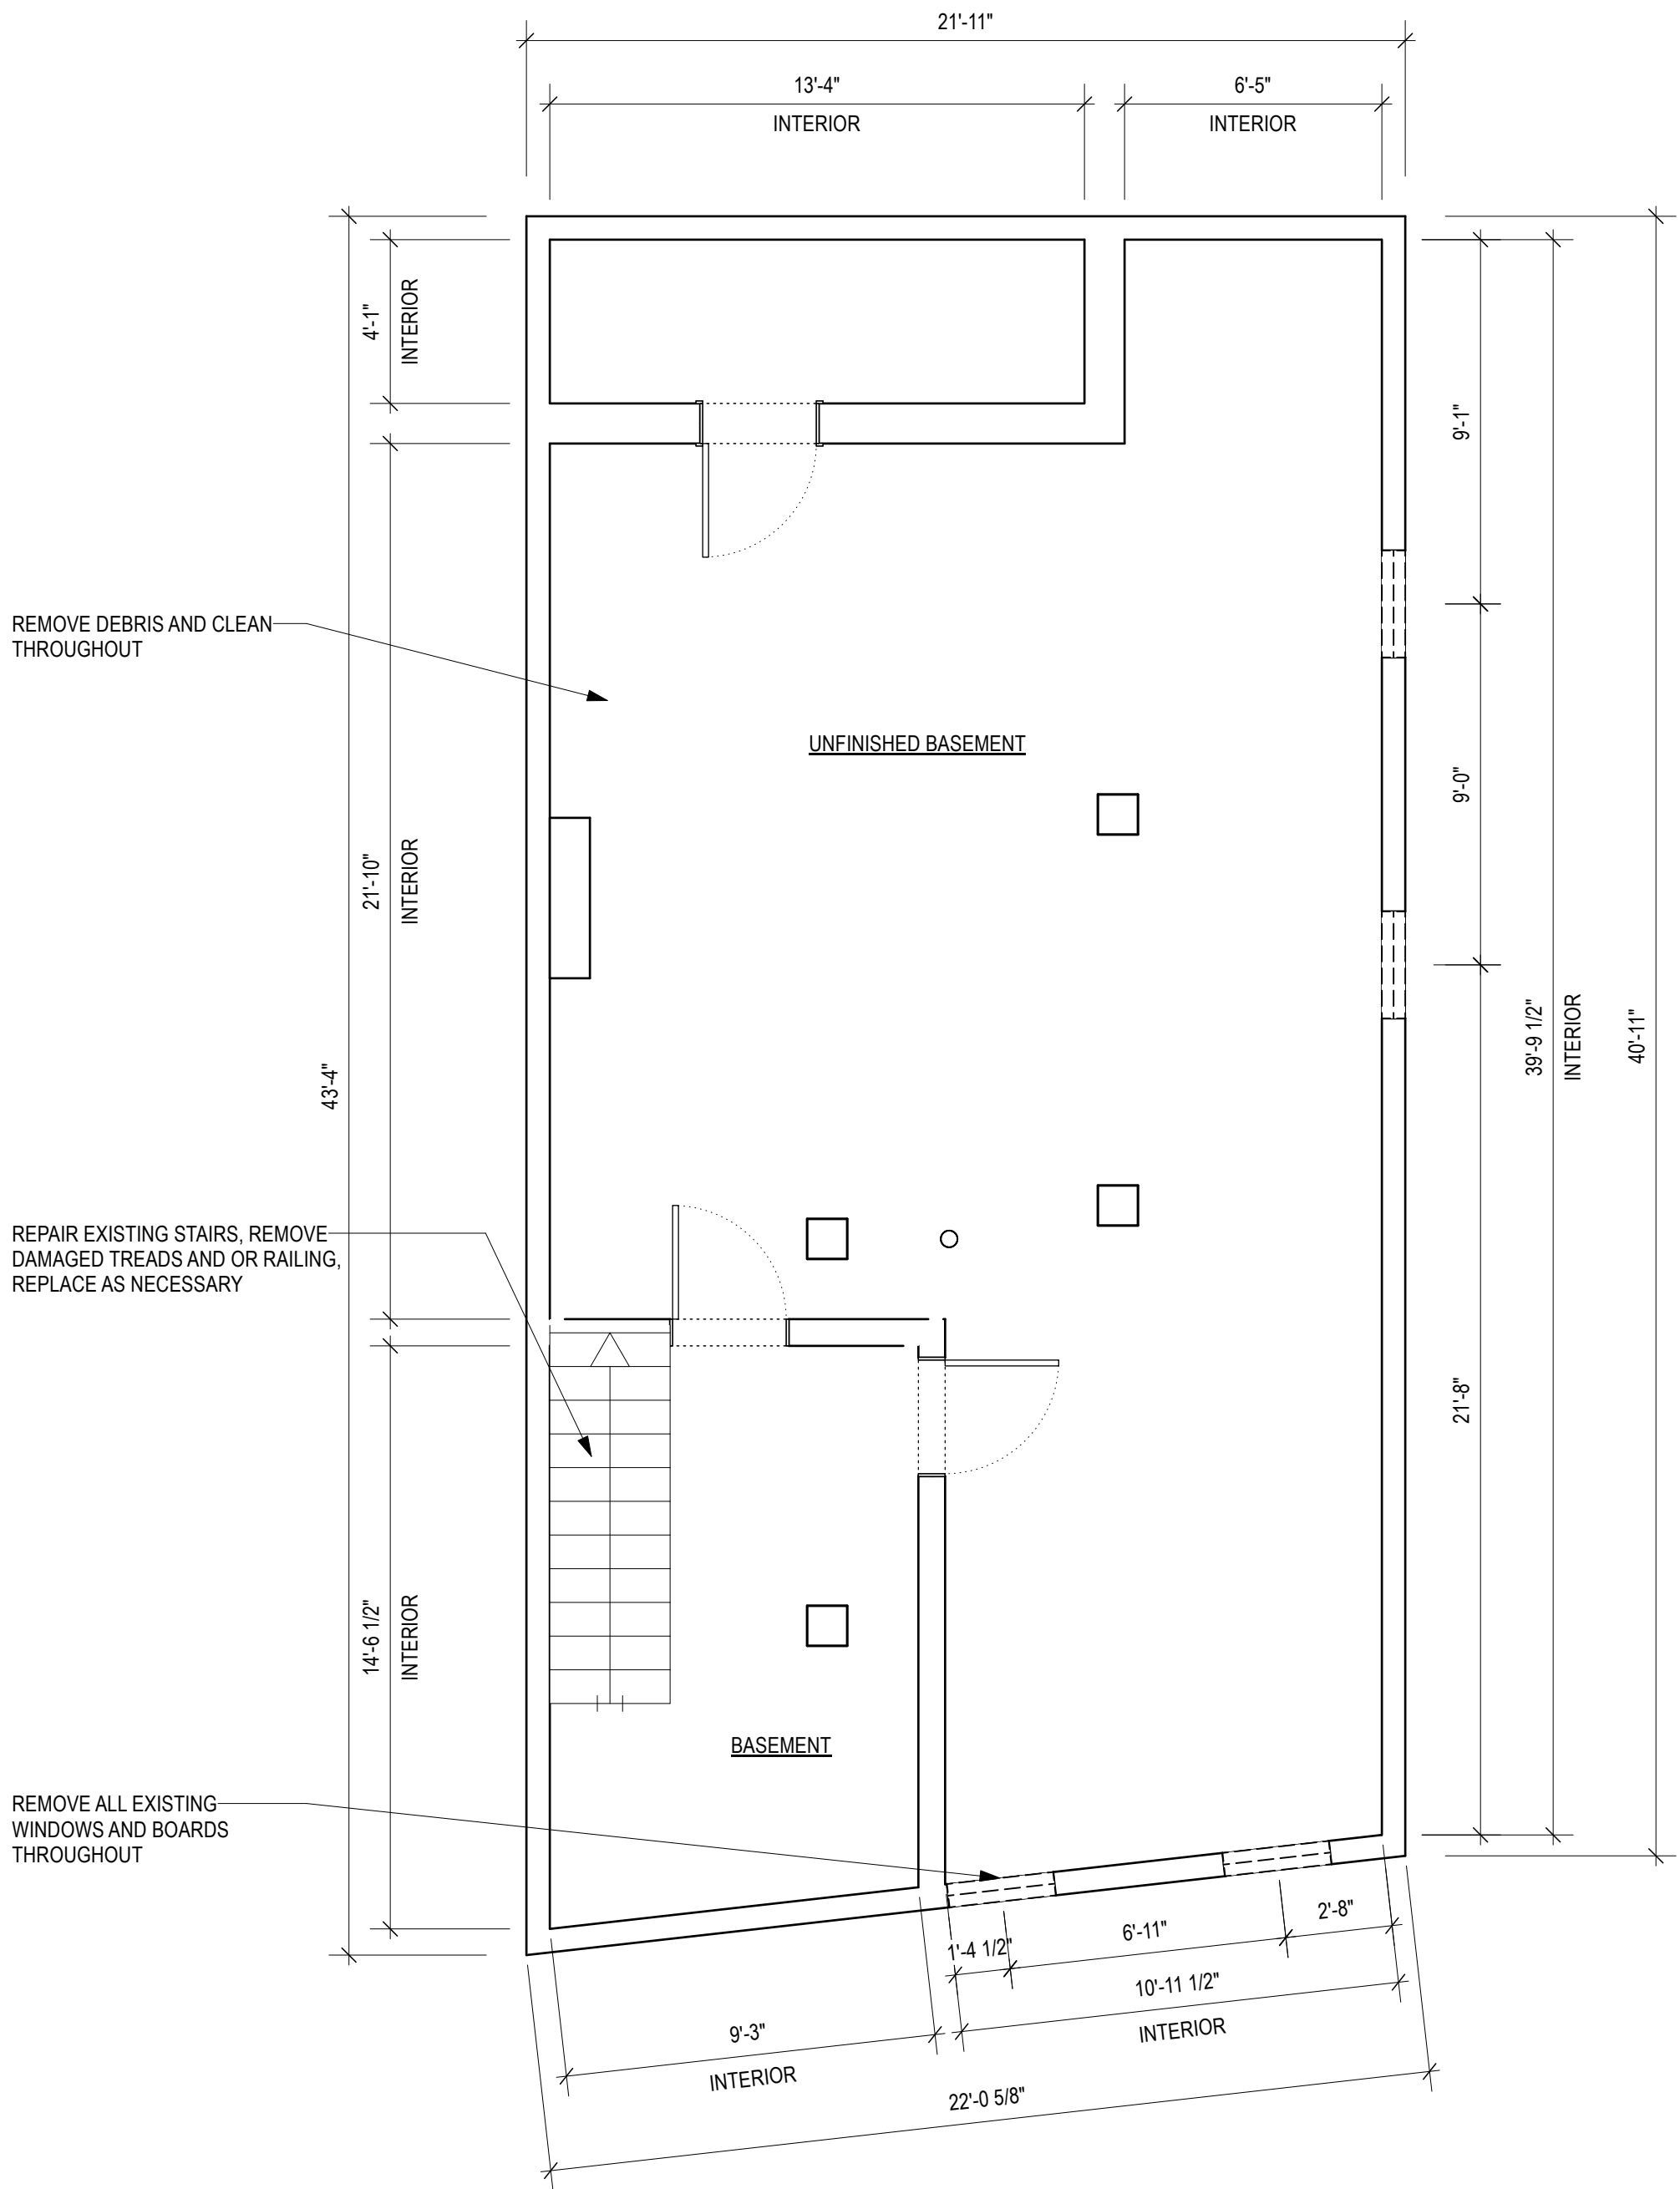 21'-11"
13'-4"
INTERIOR
6'-5"
INTERIOR
4'-1"
INTERIOR
9'-1"
REMOVE DEBRIS AND CLEAN
THROUGHOUT
UNFINISHED BASEMENT
9'-0"
21'-10"
INTERIOR
39'-9 1/2"
INTERIOR
40'-11"
43'-4"
REPAIR EXISTING STAIRS, REMOVE
DAMAGED TREADS AND OR RAILING,
REPLACE AS NECESSARY
21'-8"
14'-6 1/2"
INTERIOR
BASEMENT
REMOVE ALL EXISTING
WINDOWS AND BOARDS
THROUGHOUT
1'-4 1/2"
6'-11"
2'-8"
10'-11 1/2"
INTERIOR
9'-3"
INTERIOR
22'-0 5/8"